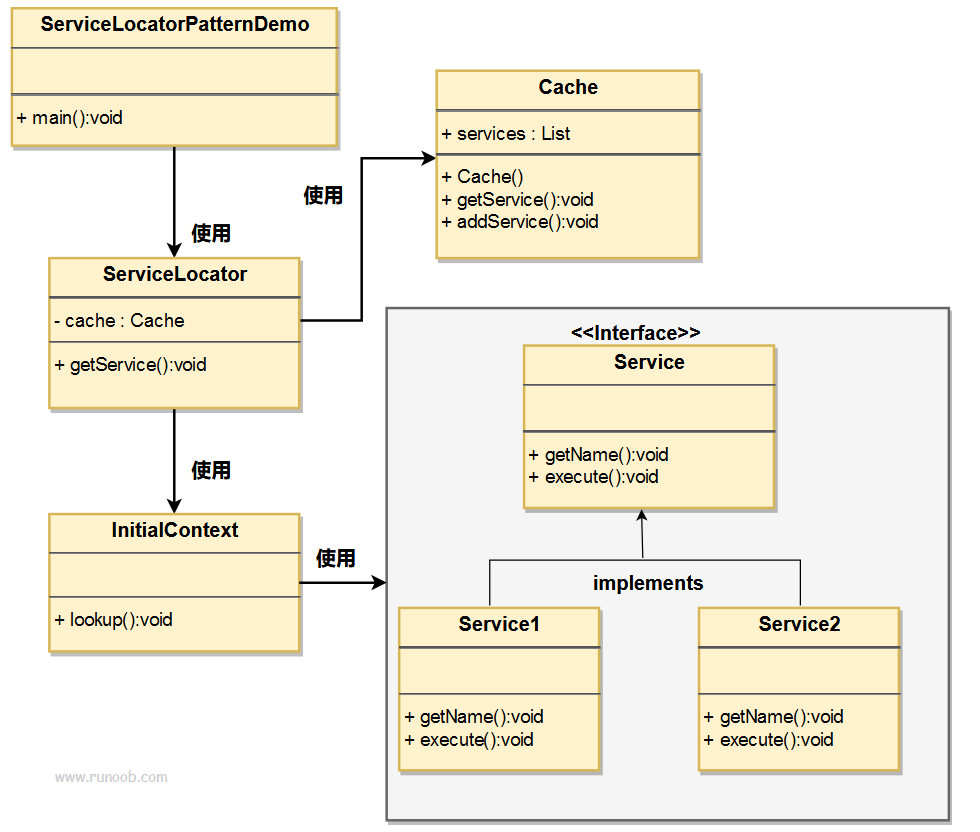 ServiceLocatorPatternDemo
+ main():void
使用
ServiceLocator
- cache : Cache
+ getService():void
使用
Cache
+ services : List
+ Cache()
+ getService():void
+ addService():void
使用
InitialContext
+ lookup():void
使用
<<Interface>>
Service
+ getName():void
+ execute():void
implements
Service1
+ getName():void
+ execute():void
Service2
+ getName():void
+ execute():void
www.runoob.com